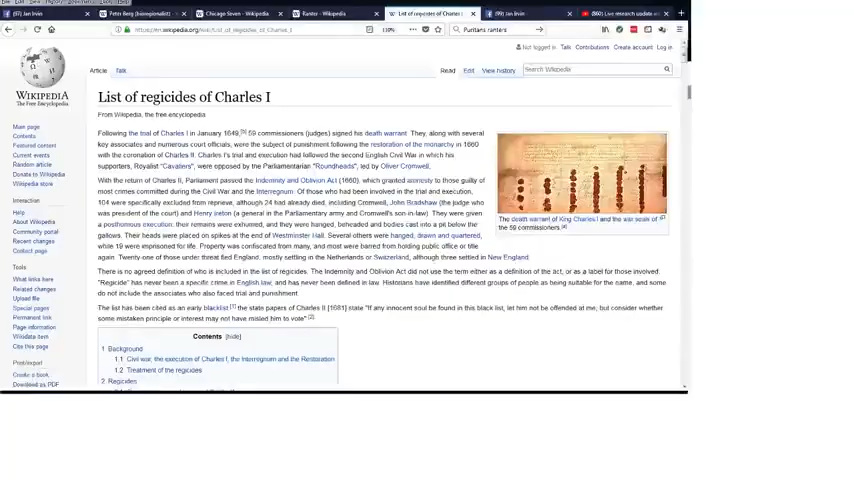 (97) Jan Irvin
Peter Berg (bioregionalist)
Chicago Seven - Wikipedia
Ranter - Wikipedia
List of regicides of Charles I
(99) Jan Irvin
(860) Live research update
https://en.wikipedia.org/wiki/List_of_regicides_of_Charles_I
130%
Puritans ranters
Not logged in Talk Contributions Create account Log in
Article Talk
Read Edit View history
Search Wikipedia
WIKIPEDIA
The Free Encyclopedia
Main page
Contents
Featured content
Current events
Random article
Donate to Wikipedia
Wikipedia store
Interaction
Help
About Wikipedia
Community portal
Recent changes
Contact page
Tools
What links here
Related changes
Upload file
Special pages
Permanent link
Page information
Wikidata item
Cite this page
Print/export
Create a book
Download as PDF
List of regicides of Charles I
From Wikipedia, the free encyclopedia
Following the trial of Charles I in January 1649, 59 commissioners (judges) signed his death warrant. They, along with several
key associates and numerous court officials, were the subject of punishment following the restoration of the monarchy in 1660
with the coronation of Charles II. Charles I's trial and execution had followed the second English Civil War in which his
supporters, Royalist "Cavaliers", were opposed by the Parliamentarian "Roundheads", led by Oliver Cromwell.
With the return of Charles II, Parliament passed the Indemnity and Oblivion Act (1660), which granted amnesty to those guilty of
most crimes committed during the Civil War and the Interregnum. Of those who had been involved in the trial and execution,
104 were specifically excluded from reprieve, although 24 had already died, including Cromwell, John Bradshaw (the judge
who was president of the court) and Henry Ireton (a general in the Parliamentary army and Cromwell's son-in-law). They were given
a posthumous execution: their remains were exhumed, and they were hanged, beheaded and bodies cast into a pit below the
gallows. Their heads were placed on spikes at the end of Westminster Hall. Several others were hanged, drawn and quartered,
while 19 were imprisoned for life. Property was confiscated from many, and most were barred from holding public office or title
again. Twenty-one of those under threat fled England, mostly settling in the Netherlands or Switzerland, although three settled in New England.
There is no agreed definition of who is included in the list of regicides. The Indemnity and Oblivion Act did not use the term either as a definition of the act, or as a label for those involved.
"Regicide" has never been a specific crime in English law, and has never been defined in law. Historians have identified different groups of people as being suitable for the name, and some
do not include the associates who also faced trial and punishment.
The list has been cited as an early blacklist;[1] the state papers of Charles II [1681] state "If any innocent soul be found in this black list, let him not be offended at me, but consider whether
some mistaken principle or interest may not have misled him to vote".[2]
The death warrant of King Charles I and the wax seals of
the 59 commissioners.[4]
Contents [hide]
1 Background
1.1 Civil war, the execution of Charles I, the Interregnum and the Restoration
1.2 Treatment of the regicides
2 Regicides